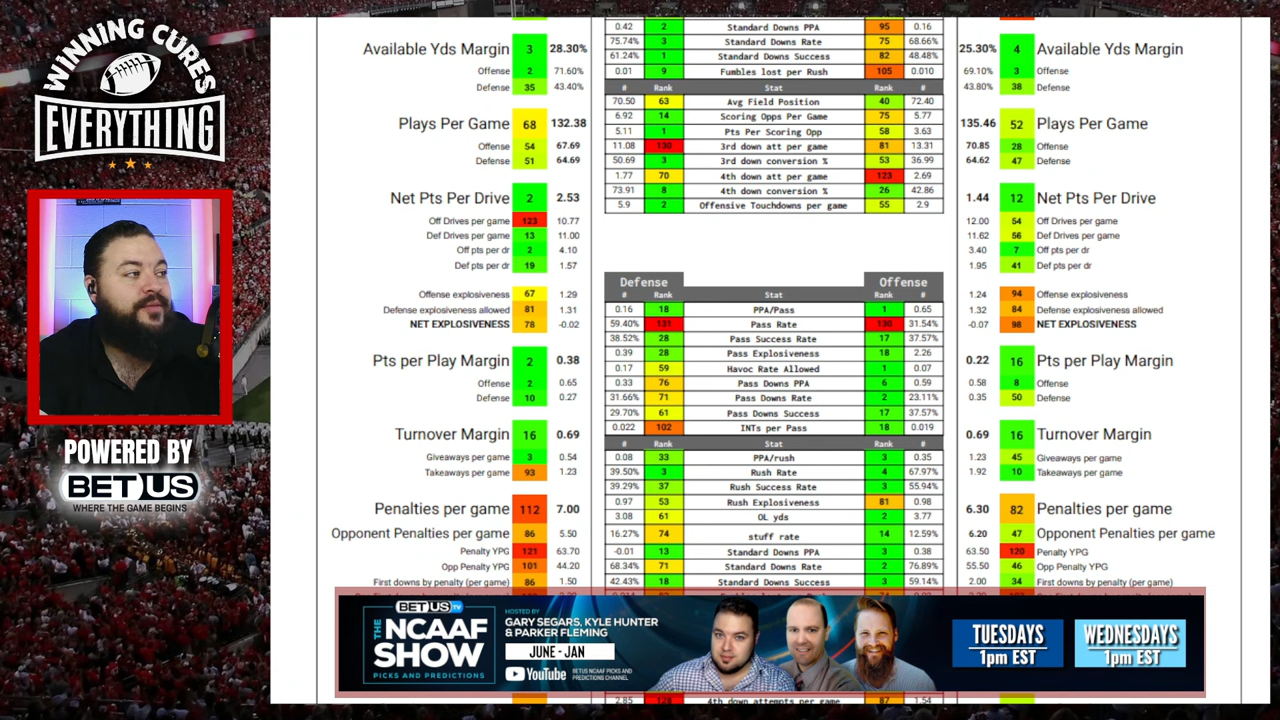 WINNING CURES
EVERYTHING
POWERED BY
BETUS
WHERE THE GAME BEGINS
Available Yds Margin 3 28.30%
Offense 2 71.60%
Defense 35 43.40%
Plays Per Game 68 132.38
Offense 54 67.69
Defense 51 64.69
Net Pts Per Drive 2 2.53
Off Drives per game 123 10.77
Def Drives per game 13 11.00
Off pts per dr 2 4.10
Def pts per dr 19 1.57
Offense explosiveness 67 1.29
Defense explosiveness allowed 81 1.31
NET EXPLOSIVENESS 78 -0.02
Pts per Play Margin 2 0.38
Offense 2 0.65
Defense 10 0.27
Turnover Margin 16 0.69
Giveaways per game 3 0.54
Takeaways per game 93 1.23
Penalties per game 112 7.00
Opponent Penalties per game 86 5.50
Penalty YPG 121 63.70
Opp Penalty YPG 101 44.20
First downs by penalty (per game) 86 1.50
0.42 2 Standard Downs PPA 95 0.16
75.74% 3 Standard Downs Rate 75 68.66%
61.24% 1 Standard Downs Success 82 48.48%
0.01 9 Fumbles lost per Rush 105 0.010
# Rank Stat Rank #
70.50 63 Avg Field Position 40 72.40
6.92 14 Scoring Opps Per Game 75 5.77
5.11 1 Pts Per Scoring Opp 58 3.63
11.08 130 3rd down att per game 81 13.31
50.69 3 3rd down conversion % 53 36.99
1.77 70 4th down att per game 123 2.69
73.91 8 4th down conversion % 26 42.86
5.9 2 Offensive Touchdowns per game 55 2.9
Defense Offense
# Rank Stat Rank #
0.16 18 PPA/Pass 1 0.65
59.40% 131 Pass Rate 130 31.54%
38.52% 28 Pass Success Rate 17 37.57%
0.39 28 Pass Explosiveness 18 2.26
0.17 59 Havoc Rate Allowed 1 0.07
0.33 76 Pass Downs PPA 6 0.59
31.66% 71 Pass Downs Rate 2 23.11%
29.70% 61 Pass Downs Success 17 37.57%
0.022 102 INTs per Pass 18 0.019
# Rank Stat Rank #
0.08 33 PPA/rush 3 0.35
39.50% 3 Rush Rate 4 67.97%
39.29% 37 Rush Success Rate 3 55.94%
0.97 53 Rush Explosiveness 81 0.98
3.08 61 OL yds 2 3.77
16.27% 74 stuff rate 14 12.59%
-0.01 13 Standard Downs PPA 3 0.38
68.34% 71 Standard Downs Rate 2 76.89%
42.43% 18 Standard Downs Success 3 59.14%
2.85 4th down attempts per game 87 1.54
25.30% 4 Available Yds Margin
69.10% 3 Offense
43.80% 38 Defense
135.46 52 Plays Per Game
70.85 28 Offense
64.62 47 Defense
1.44 12 Net Pts Per Drive
12.00 54 Off Drives per game
11.62 56 Def Drives per game
3.40 7 Off pts per dr
1.95 41 Def pts per dr
1.24 94 Offense explosiveness
1.32 84 Defense explosiveness allowed
-0.07 98 NET EXPLOSIVENESS
0.22 16 Pts per Play Margin
0.58 8 Offense
0.35 50 Defense
0.69 16 Turnover Margin
1.23 45 Giveaways per game
1.92 10 Takeaways per game
6.30 82 Penalties per game
6.20 47 Opponent Penalties per game
63.50 120 Penalty YPG
55.50 46 Opp Penalty YPG
2.00 34 First downs by penalty (per game)
BETUS TV
THE NCAAF SHOW
PICKS AND PREDICTIONS
HOSTED BY
GARY SEGARS, KYLE HUNTER
& PARKER FLEMING
JUNE - JAN
YouTube
BETUS NCAAF PICKS AND
PREDICTIONS CHANNEL
TUESDAYS
1pm EST
WEDNESDAYS
1pm EST